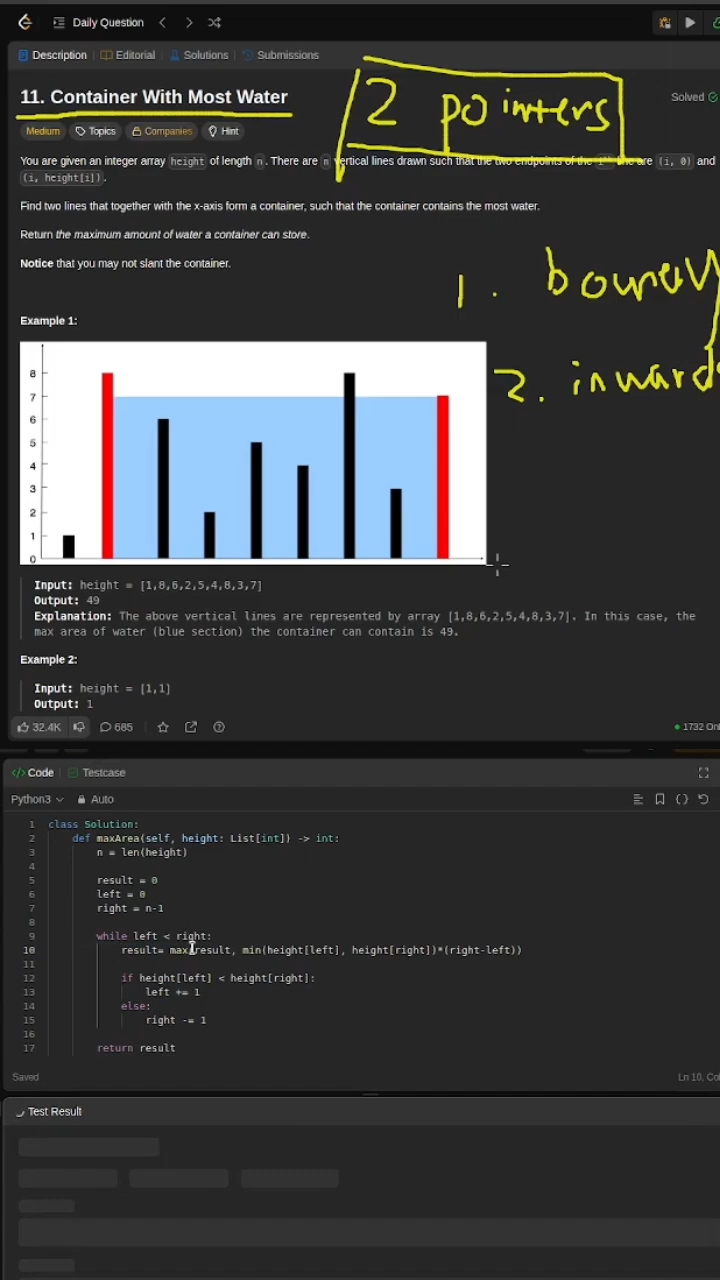 Daily Question
Description
Editorial
Solutions
Submissions
11. Container With Most Water
2 pointers
Solved
Medium
Topics
Companies
Hint
You are given an integer array height of length n. There are n vertical lines drawn such that the two endpoints of the line are (i, 0) and
(i, height[i]).
Find two lines that together with the x-axis form a container, such that the container contains the most water.
Return the maximum amount of water a container can store.
Notice that you may not slant the container.
1.
2. inward
Example 1:
8
7
6
5
4
3
2
1
0
Input: height = [1,8,6,2,5,4,8,3,7]
Output: 49
Explanation: The above vertical lines are represented by array [1,8,6,2,5,4,8,3,7]. In this case, the
max area of water (blue section) the container can contain is 49.
Example 2:
Input: height = [1,1]
Output: 1
32.4K
685
1732 Onl
Code
Testcase
Python3
Auto
1 class Solution:
2 def maxArea(self, height: List[int]) -> int:
3 n = len(height)
4
5 result = 0
6 left = 0
7 right = n-1
8
9 while left < right:
10 result= max(result, min(height[left], height[right])*(right-left))
11
12 if height[left] < height[right]:
13 left += 1
14 else:
15 right -= 1
16
17 return result
Saved
Ln 10, Col
Test Result